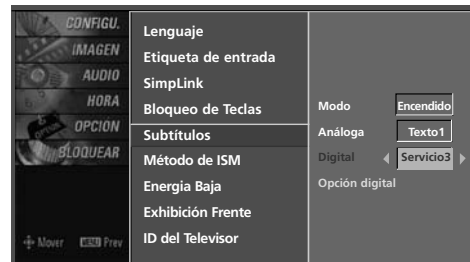 CONFIGU.
IMAGEN
AUDIO
HORA
OPCION
BLOQUEAR
Mover MENU Prev
Lenguaje
Etiqueta de entrada
SimpLink
Bloqueo de Teclas
Subtítulos
Método de ISM
Energia Baja
Exhibición Frente
ID del Televisor
Modo Encendido
Análoga Texto1
Digital Servicio3
Opción digital